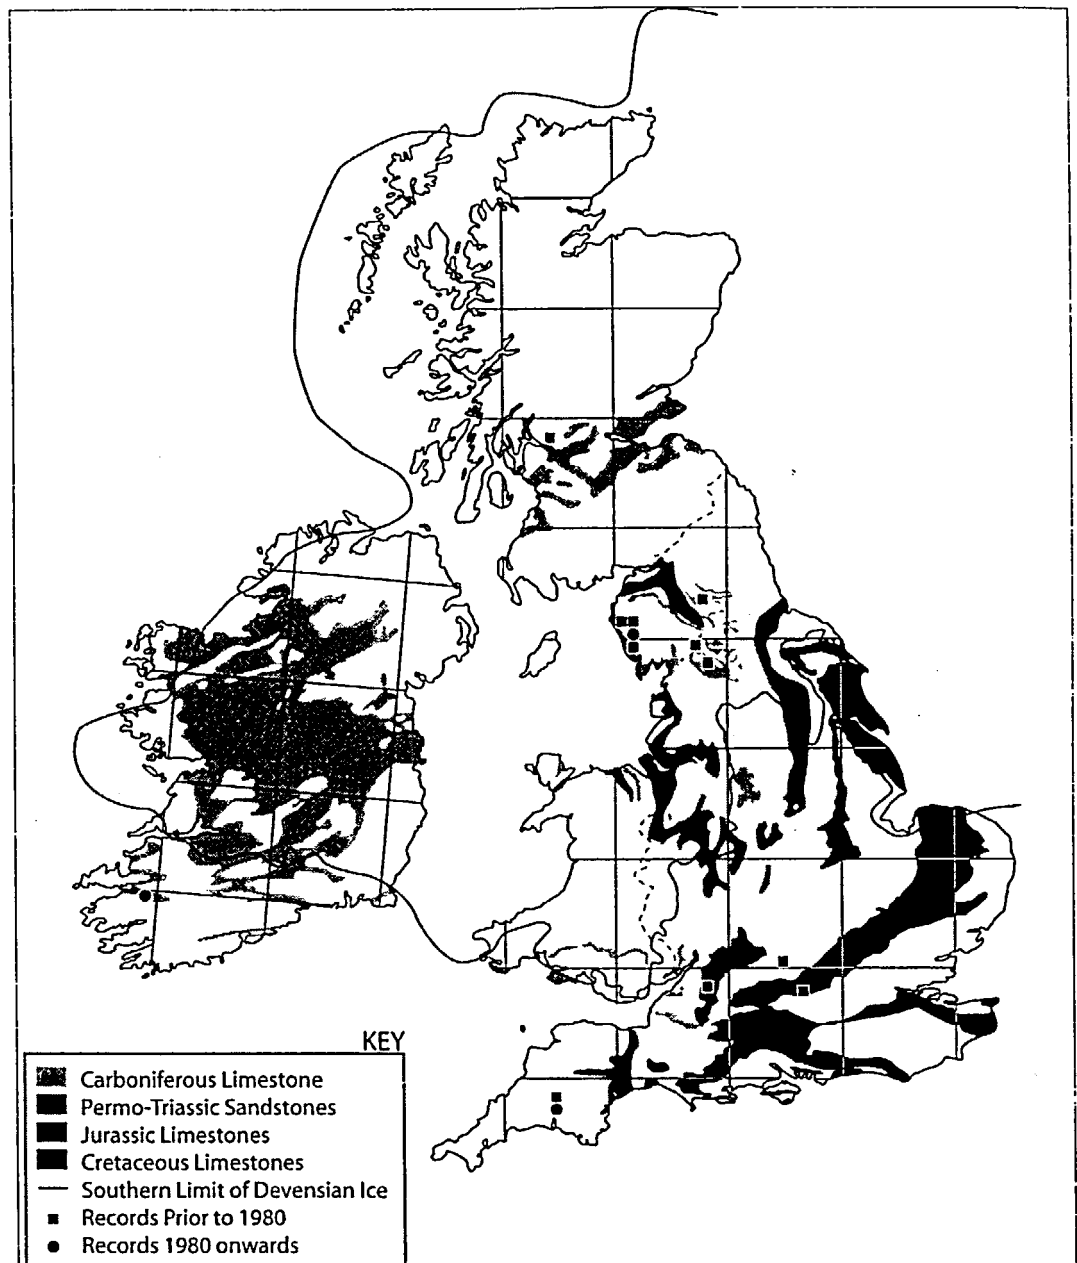 KEY
Carboniferous Limestone
Permo-Triassic Sandstones
Jurassic Limestones
Cretaceous Limestones
Southern Limit of Devensian Ice
Records Prior to 1980
Records 1980 onwards